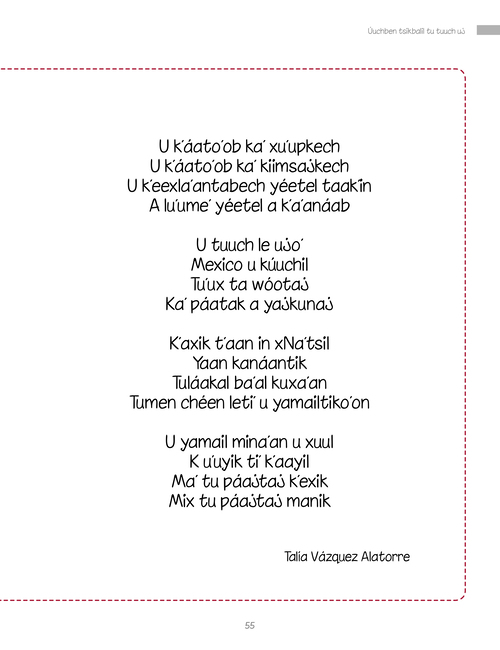 Úuchben tsikbalil tu tuuch uj
U k'áato'ob ka' xu'upkech
U k'áato'ob ka' kíimsajkech
U k'eexla'antabech yéetel taak'in
A lu'ume' yéetel a k'a'anáab
U tuuch le ujo'
Mexico u kúuchil
Tu'ux ta wóotaj
Ka' páatak a yajkunaj
K'axik t'aan in xNa'tsil
Yaan kanáantik
Tuláakal ba'al kuxa'an
Tumen chéen leti' u yamailtiko'on
U yamail mina'an u xuul
K u'uyik ti' k'aayil
Ma' tu páajtaj k'exik
Mix tu páajtaj manik
Talía Vázquez Alatorre
55